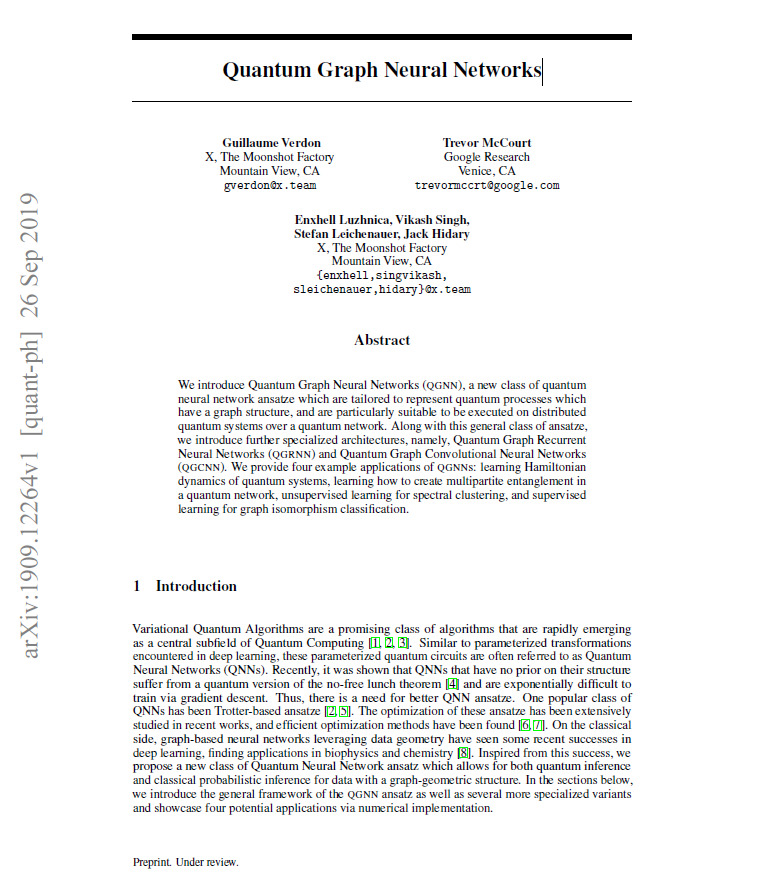 Quantum Graph Neural Networks
Guillaume Verdon
X, The Moonshot Factory
Mountain View, CA
gverdon@x.team
Trevor McCourt
Google Research
Venice, CA
trevormccrt@google.com
Enxhell Luzhnica, Vikash Singh,
Stefan Leichenauer, Jack Hidary
X, The Moonshot Factory
Mountain View, CA
{enxhell,singvikash,
sleichenauer,hidary}@x.team
Abstract
We introduce Quantum Graph Neural Networks (QGNN), a new class of quantum
neural network ansatze which are tailored to represent quantum processes which
have a graph structure, and are particularly suitable to be executed on distributed
quantum systems over a quantum network. Along with this general class of ansatze,
we introduce further specialized architectures, namely, Quantum Graph Recurrent
Neural Networks (QGRNN) and Quantum Graph Convolutional Neural Networks
(QGCNN). We provide four example applications of QGNNs: learning Hamiltonian
dynamics of quantum systems, learning how to create multipartite entanglement in
a quantum network, unsupervised learning for spectral clustering, and supervised
learning for graph isomorphism classification.
1 Introduction
Variational Quantum Algorithms are a promising class of algorithms that are rapidly emerging
as a central subfield of Quantum Computing [1, 2, 3]. Similar to parameterized transformations
encountered in deep learning, these parameterized quantum circuits are often referred to as Quantum
Neural Networks (QNNs). Recently, it was shown that QNNs that have no prior on their structure
suffer from a quantum version of the no-free lunch theorem [4] and are exponentially difficult to
train via gradient descent. Thus, there is a need for better QNN ansatze. One popular class of
QNNs has been Trotter-based ansatze [2, 5]. The optimization of these ansatze has been extensively
studied in recent works, and efficient optimization methods have been found [6, 7]. On the classical
side, graph-based neural networks leveraging data geometry have seen some recent successes in
deep learning, finding applications in biophysics and chemistry [8]. Inspired from this success, we
propose a new class of Quantum Neural Network ansatz which allows for both quantum inference
and classical probabilistic inference for data with a graph-geometric structure. In the sections below,
we introduce the general framework of the QGNN ansatz as well as several more specialized variants
and showcase four potential applications via numerical implementation.
Preprint. Under review.
arXiv:1909.12264v1 [quant-ph] 26 Sep 2019